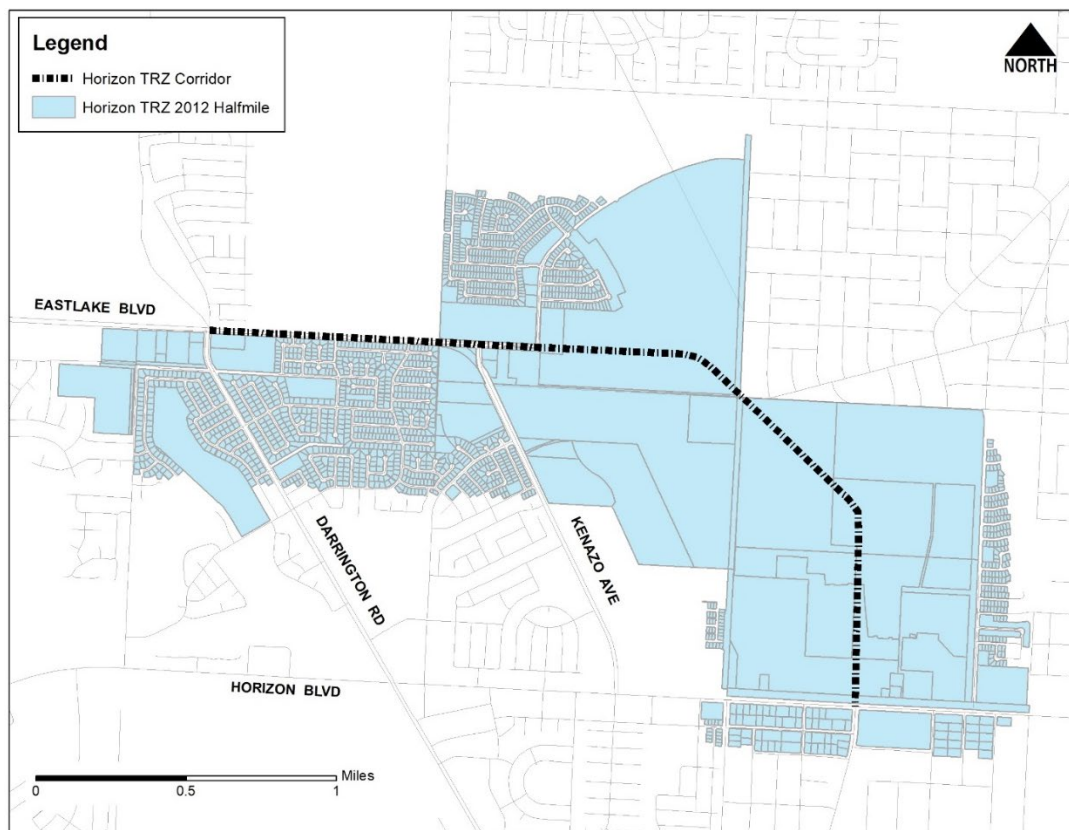 Legend
Horizon TRZ Corridor
Horizon TRZ 2012 Halfmile
NORTH
EASTLAKE BLVD
DARRINGTON RD
KENAZO AVE
HORIZON BLVD
Miles
0 0.5 1